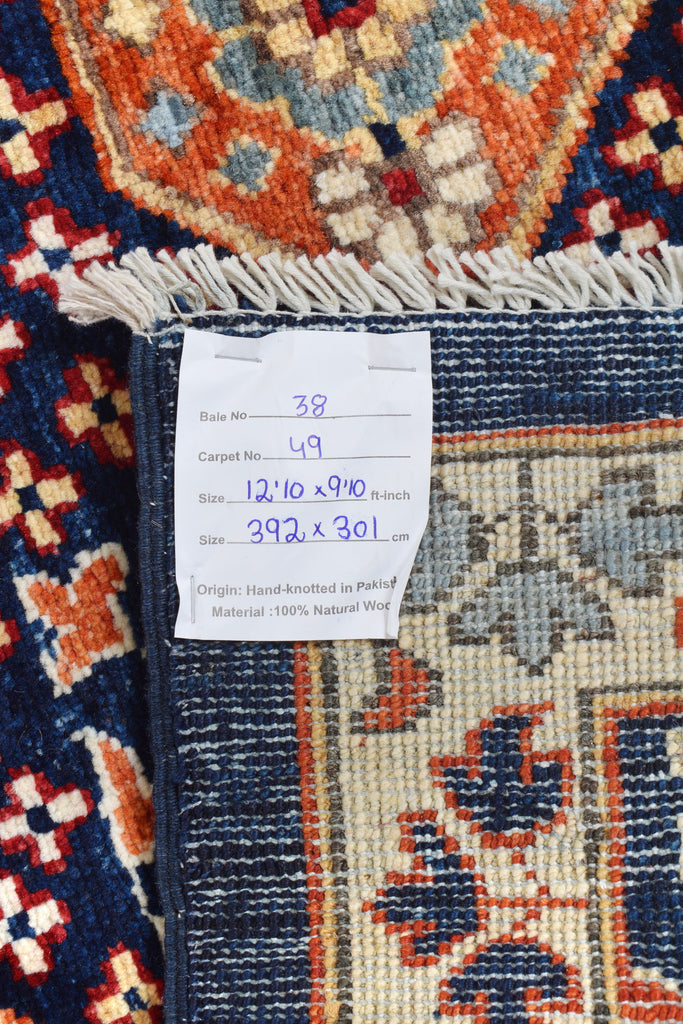 Bale No 38
Carpet No 49
Size 12'10 x 9'10 ft-inch
Size 392 x 301 cm
Origin: Hand-knotted in Pakist
Material :100% Natural Woo